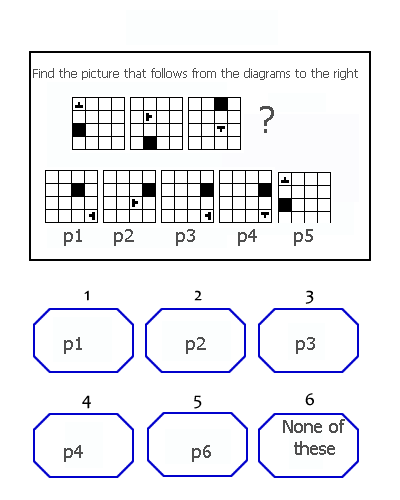 Find the picture that follows from the diagrams to the right
?
p1 p2 p3 p4 p5
1 2 3
p1 p2 p3
4 5 6
p4 p6 None of these